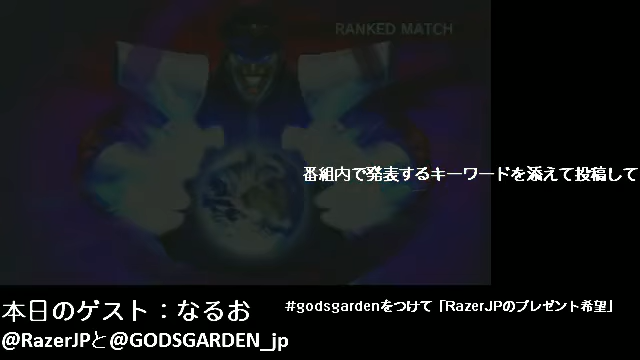 RANKED MATCH
番組内で発表するキーワードを添えて投稿して
本日のゲスト：なるお
#godsgardenをつけて「RazerJPのプレゼント希望」
@RazerJPと@GODSGARDEN_jp